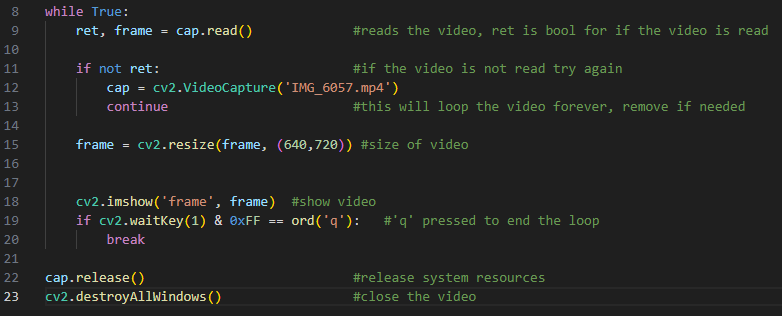 8 while True:
9     ret, frame = cap.read()             #reads the video, ret is bool for if the video is read
10
11     if not ret:                         #if the video is not read try again
12         cap = cv2.VideoCapture('IMG_6057.mp4')
13         continue                        #this will loop the video forever, remove if needed
14
15     frame = cv2.resize(frame, (640,720)) #size of video
16
17
18     cv2.imshow('frame', frame)  #show video
19     if cv2.waitKey(1) & 0xFF == ord('q'):   #'q' pressed to end the loop
20         break
21
22 cap.release()                           #release system resources
23 cv2.destroyAllWindows()                 #close the video